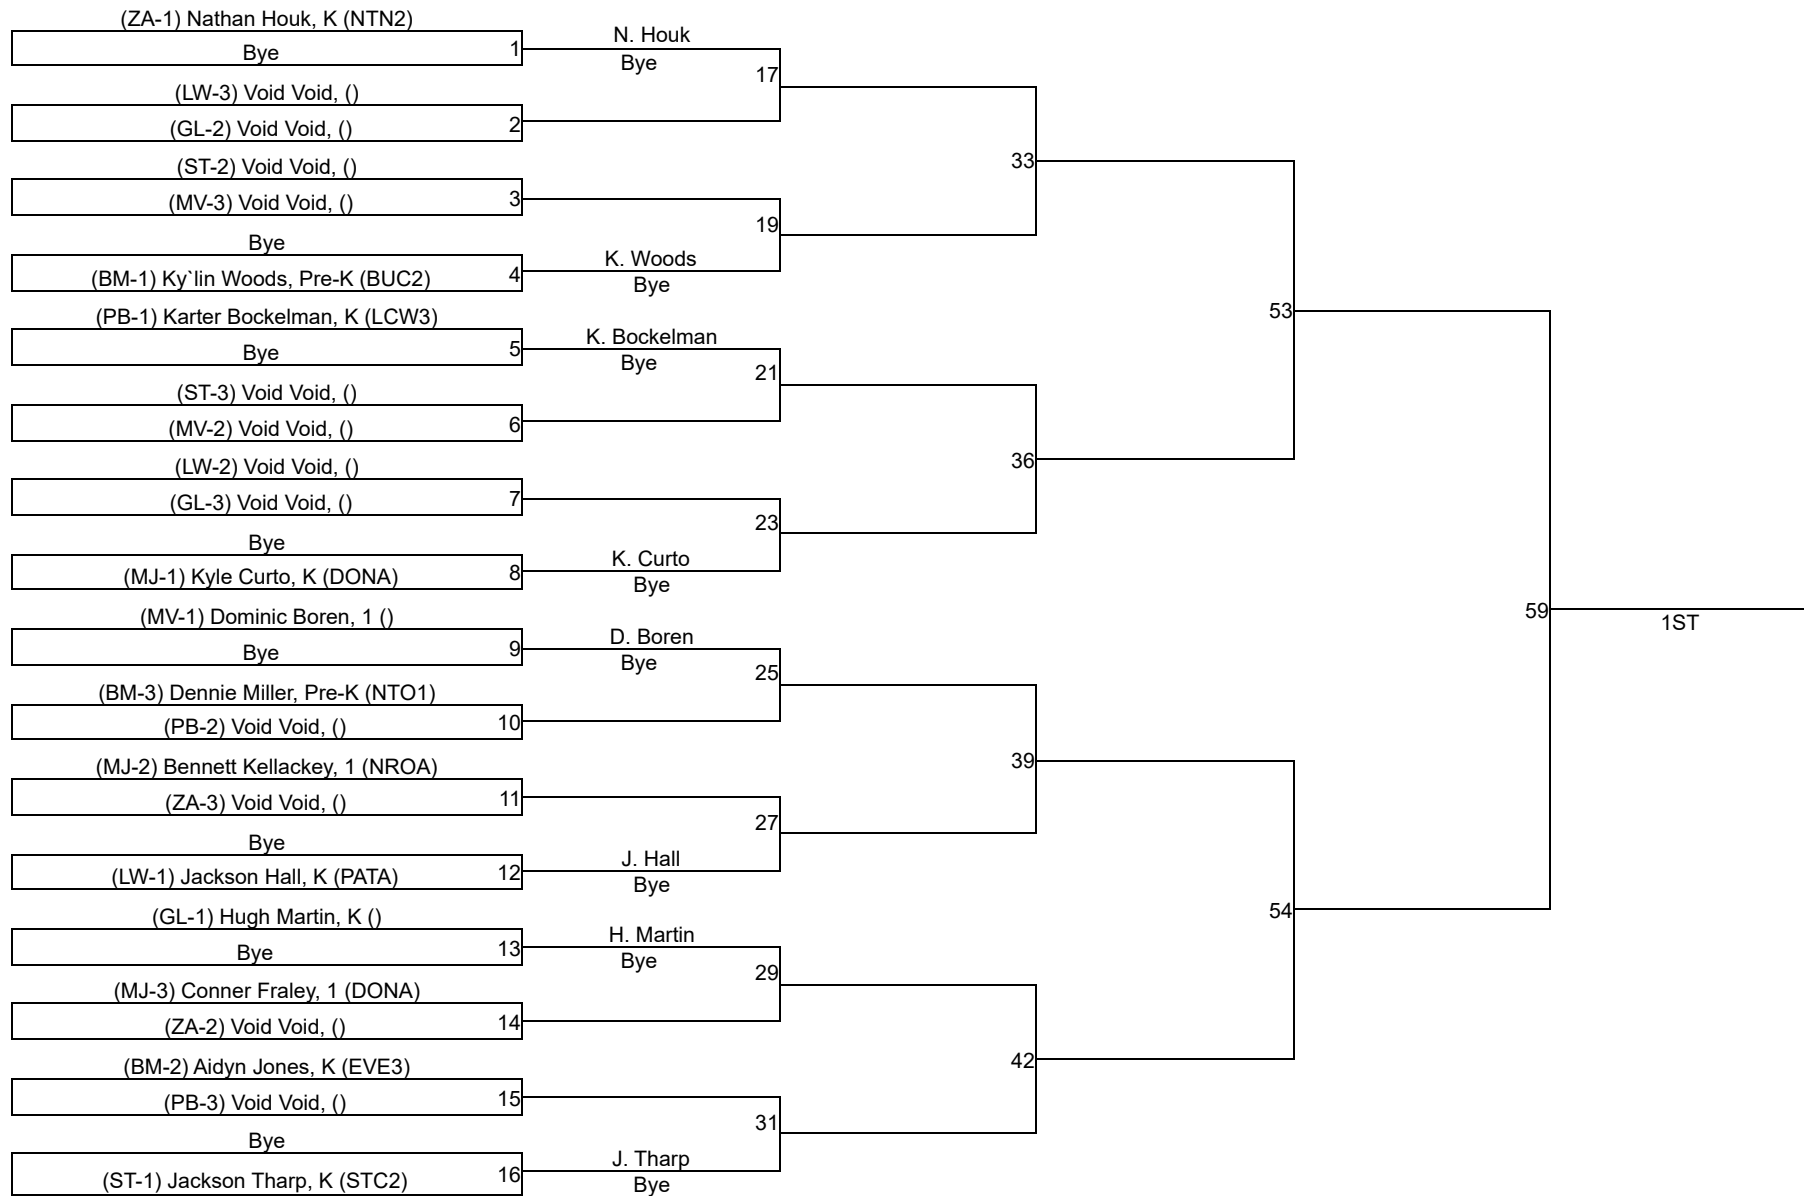 (ZA-1) Nathan Houk, K (NTN2)
Bye
1
(LW-3) Void Void, ()
(GL-2) Void Void, ()
2
(ST-2) Void Void, ()
(MV-3) Void Void, ()
3
Bye
(BM-1) Ky`lin Woods, Pre-K (BUC2)
4
(PB-1) Karter Bockelman, K (LCW3)
Bye
5
(ST-3) Void Void, ()
(MV-2) Void Void, ()
6
(LW-2) Void Void, ()
(GL-3) Void Void, ()
7
Bye
(MJ-1) Kyle Curto, K (DONA)
8
(MV-1) Dominic Boren, 1 ()
Bye
9
(BM-3) Dennie Miller, Pre-K (NTO1)
(PB-2) Void Void, ()
10
(MJ-2) Bennett Kellackey, 1 (NROA)
(ZA-3) Void Void, ()
11
Bye
(LW-1) Jackson Hall, K (PATA)
12
(GL-1) Hugh Martin, K ()
Bye
13
(MJ-3) Conner Fraley, 1 (DONA)
(ZA-2) Void Void, ()
14
(BM-2) Aidyn Jones, K (EVE3)
(PB-3) Void Void, ()
15
Bye
(ST-1) Jackson Tharp, K (STC2)
16
N. Houk
Bye
17
19
K. Woods
Bye
K. Bockelman
Bye
21
23
K. Curto
Bye
D. Boren
Bye
25
27
J. Hall
Bye
H. Martin
Bye
29
31
J. Tharp
Bye
33
36
39
42
53
54
59
1ST